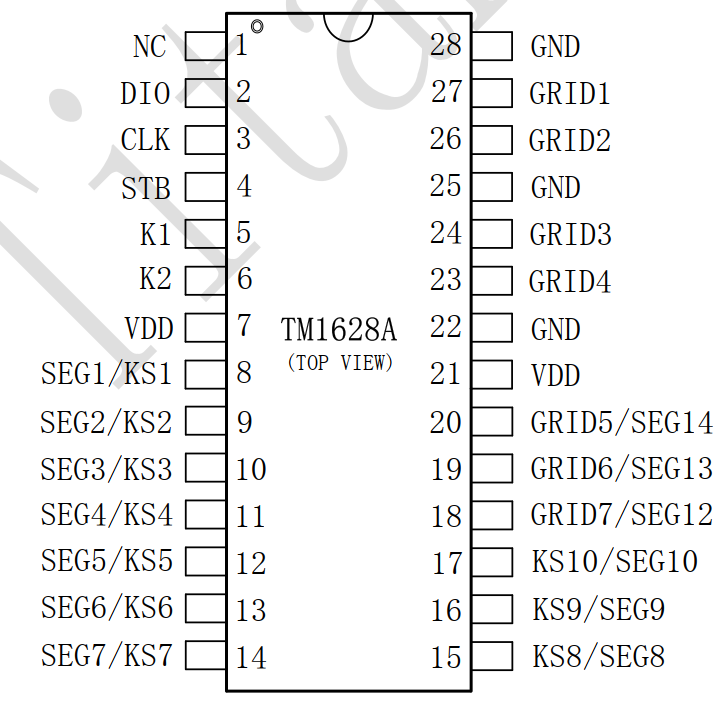 NC 1 28 GND
DIO 2 27 GRID1
CLK 3 26 GRID2
STB 4 25 GND
K1 5 24 GRID3
K2 6 23 GRID4
VDD 7 TM1628A 22 GND
(TOP VIEW)
SEG1/KS1 8 21 VDD
SEG2/KS2 9 20 GRID5/SEG14
SEG3/KS3 10 19 GRID6/SEG13
SEG4/KS4 11 18 GRID7/SEG12
SEG5/KS5 12 17 KS10/SEG10
SEG6/KS6 13 16 KS9/SEG9
SEG7/KS7 14 15 KS8/SEG8